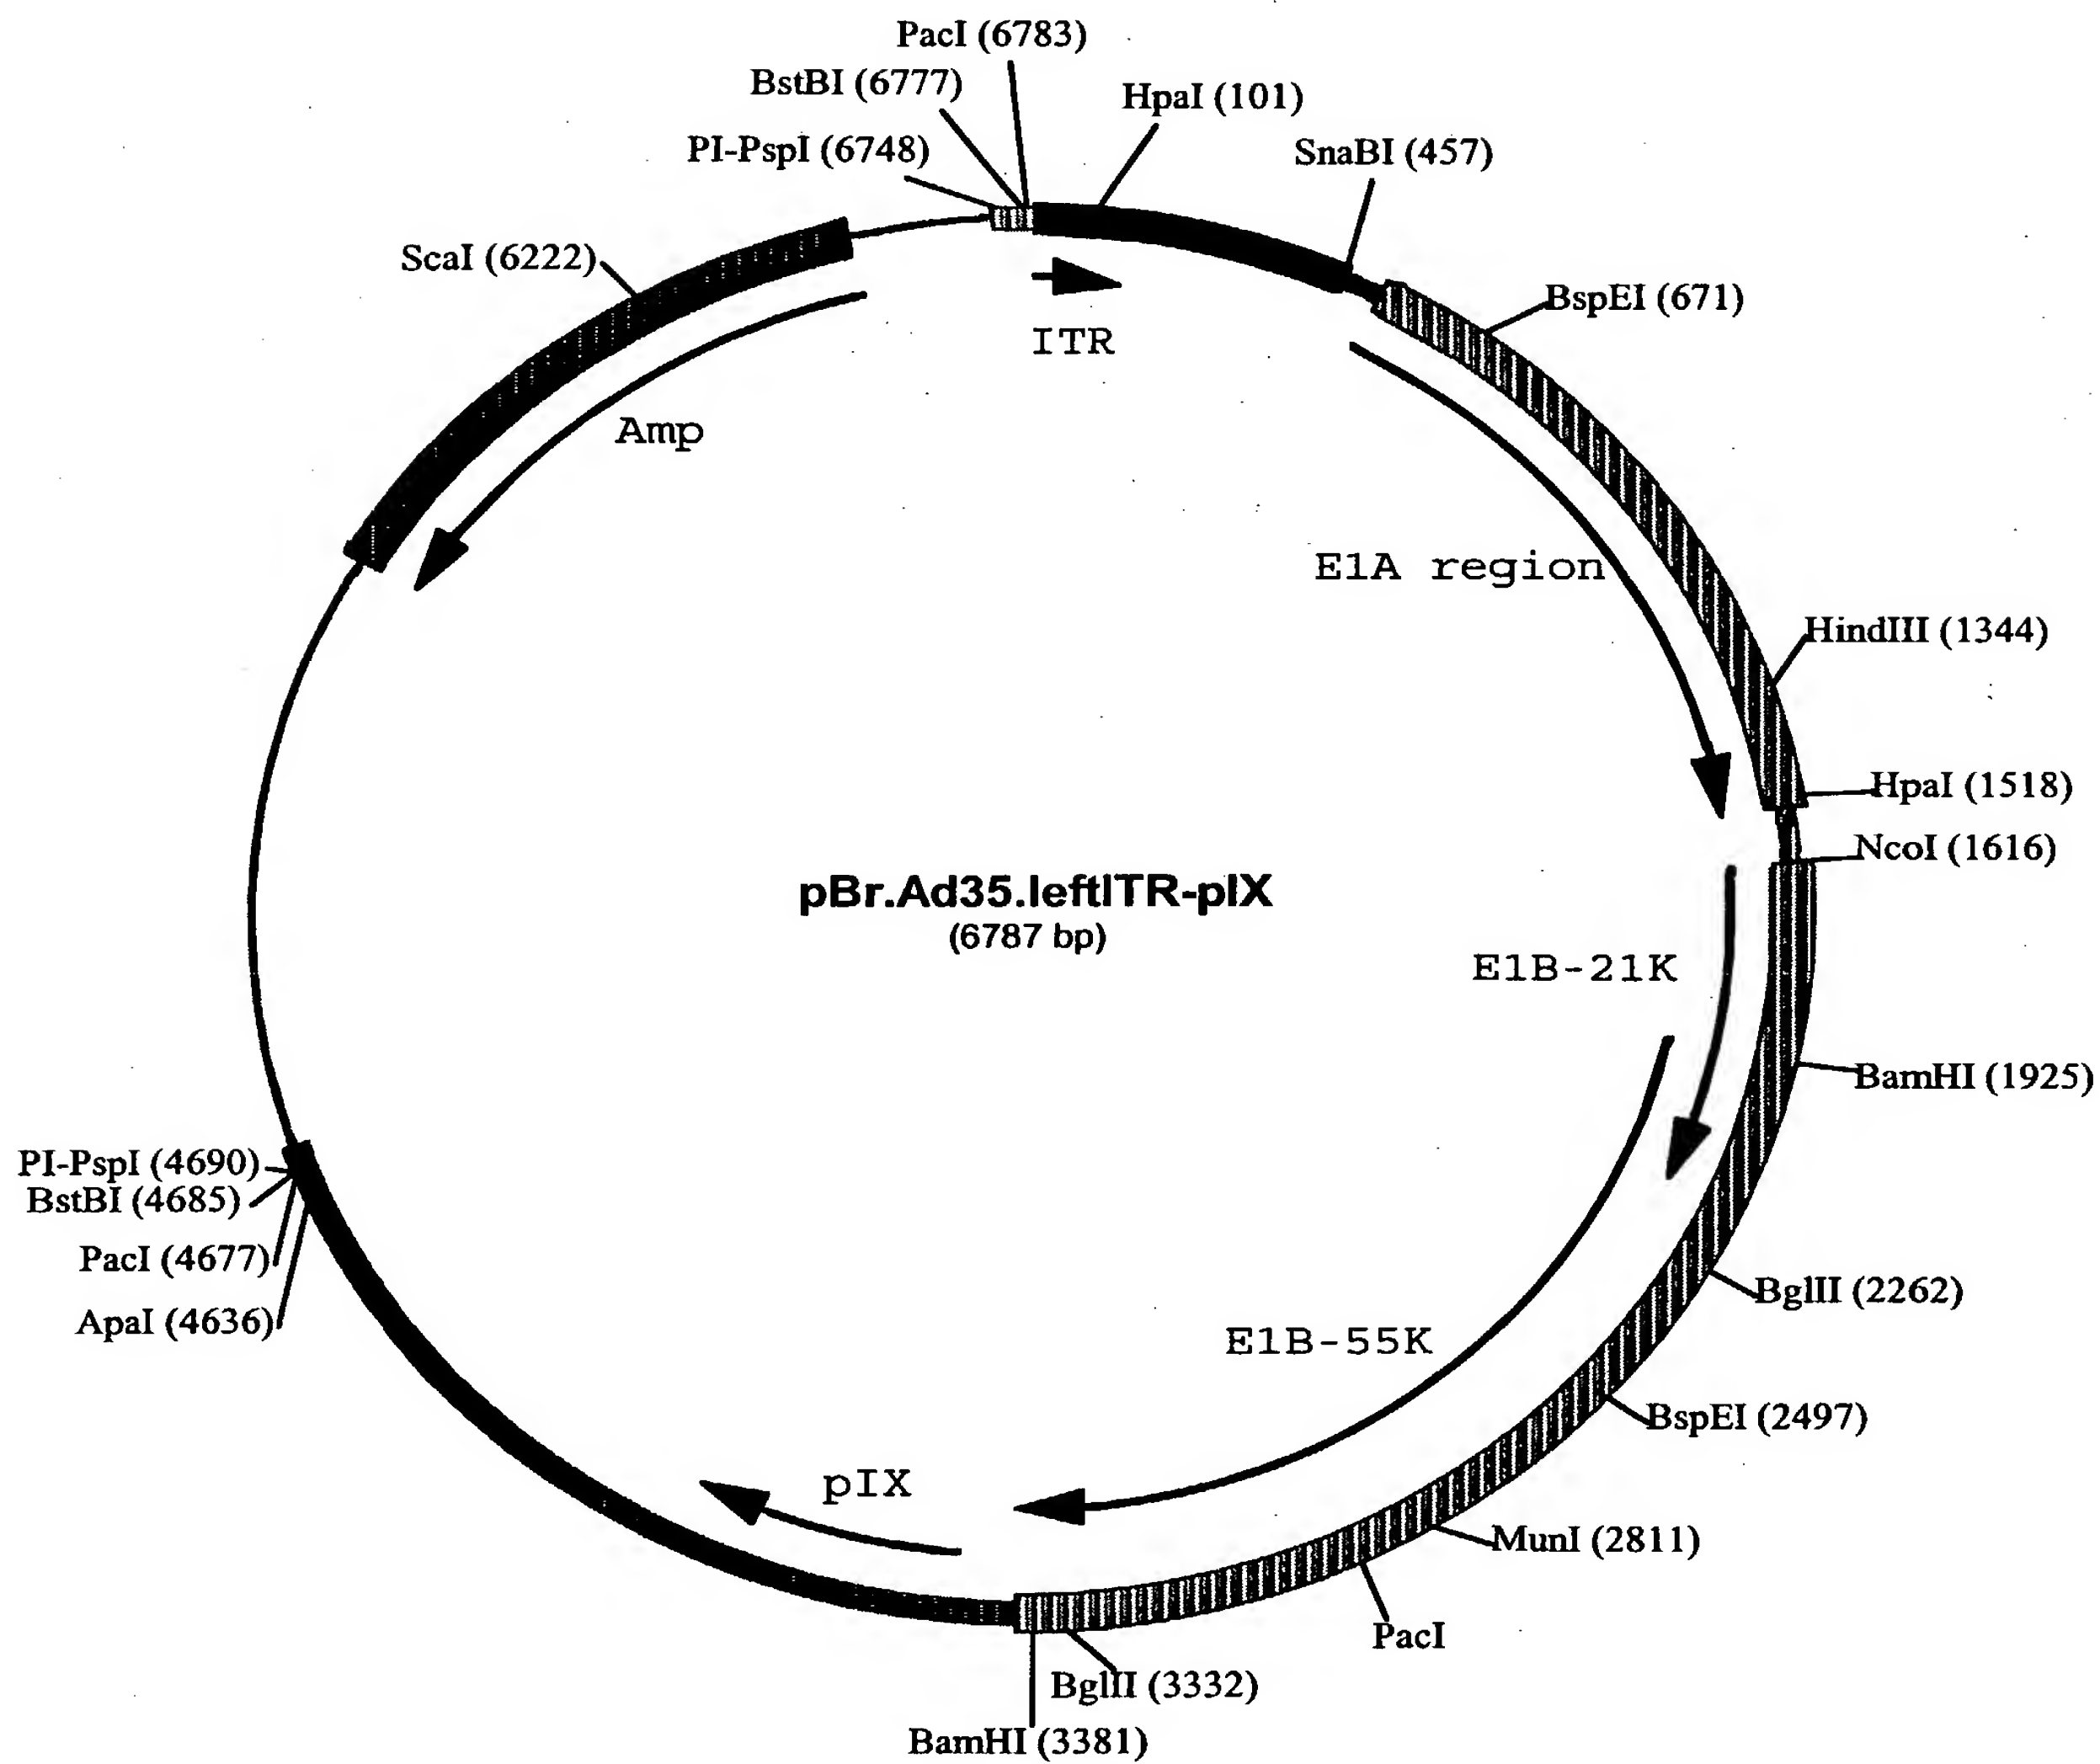 PacI (6783)
BstBI (6777)
HpaI (101)
PI-PspI (6748)
SnaBI (457)
ScaI (6222)
BspEI (671)
ITR
Amp
E1A region
HindIII (1344)
HpaI (1518)
NcoI (1616)
pBr.Ad35.leftITR-pIX
(6787 bp)
E1B-21K
BamHI (1925)
PI-PspI (4690)
BstBI (4685)
PacI (4677)
ApaI (4636)
BglII (2262)
E1B-55K
BspEI (2497)
pIX
MunI (2811)
PacI
BglII (3332)
BamHI (3381)